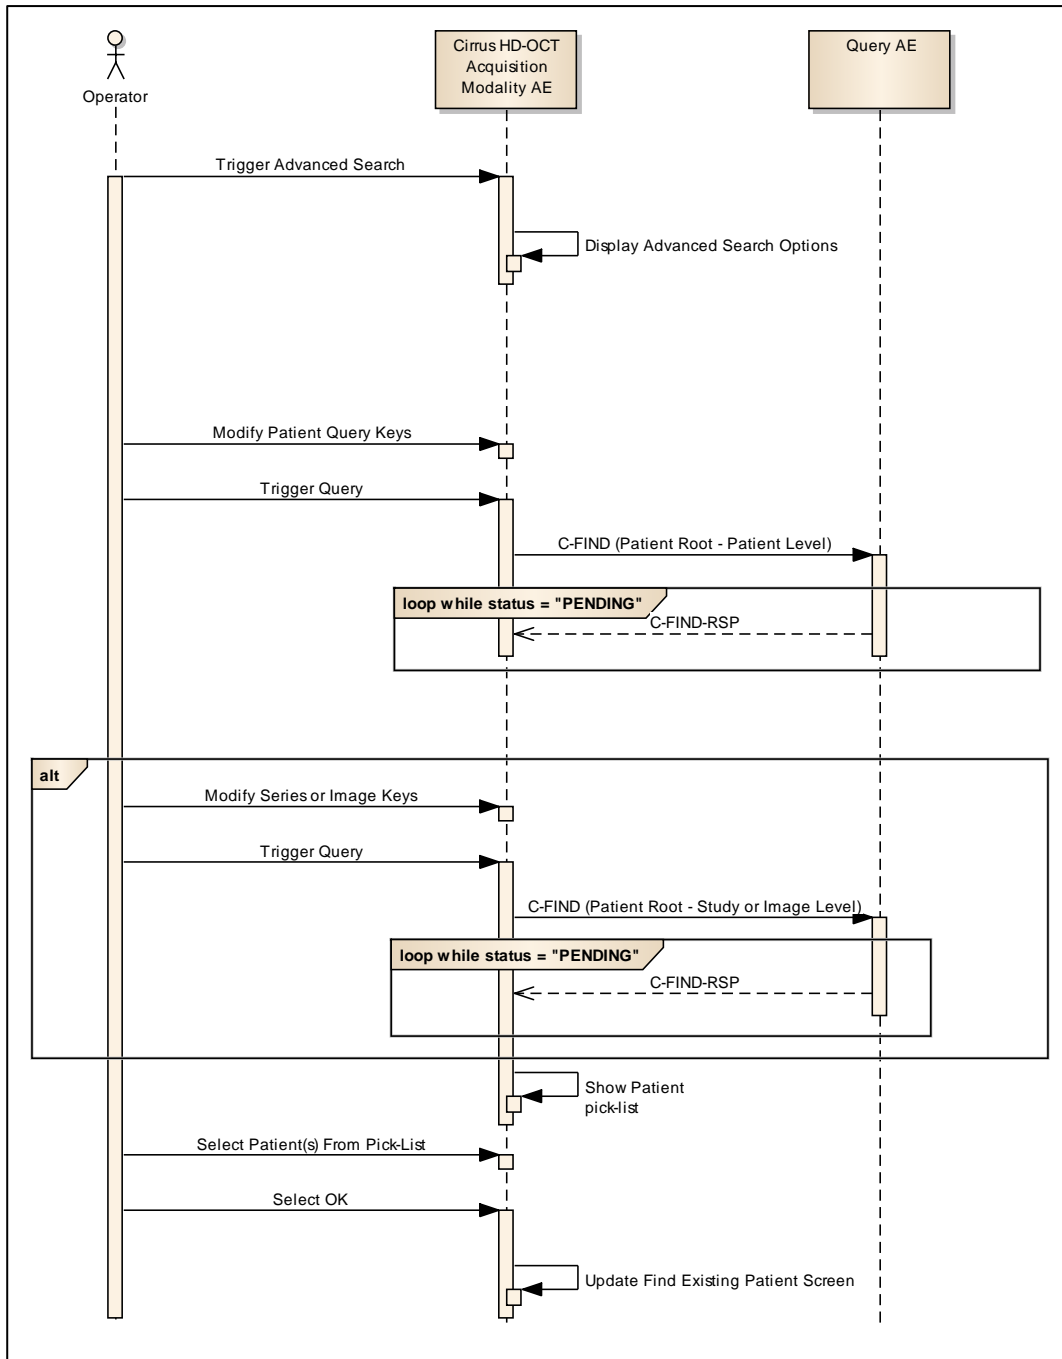 Operator
Cirrus HD-OCT
Acquisition
Modality AE
Query AE
Trigger Advanced Search
Display Advanced Search Options
Modify Patient Query Keys
Trigger Query
C-FIND (Patient Root - Patient Level)
loop while status = "PENDING"
C-FIND-RSP
alt
Modify Series or Image Keys
Trigger Query
C-FIND (Patient Root - Study or Image Level)
loop while status = "PENDING"
C-FIND-RSP
Show Patient
pick-list
Select Patient(s) From Pick-List
Select OK
Update Find Existing Patient Screen